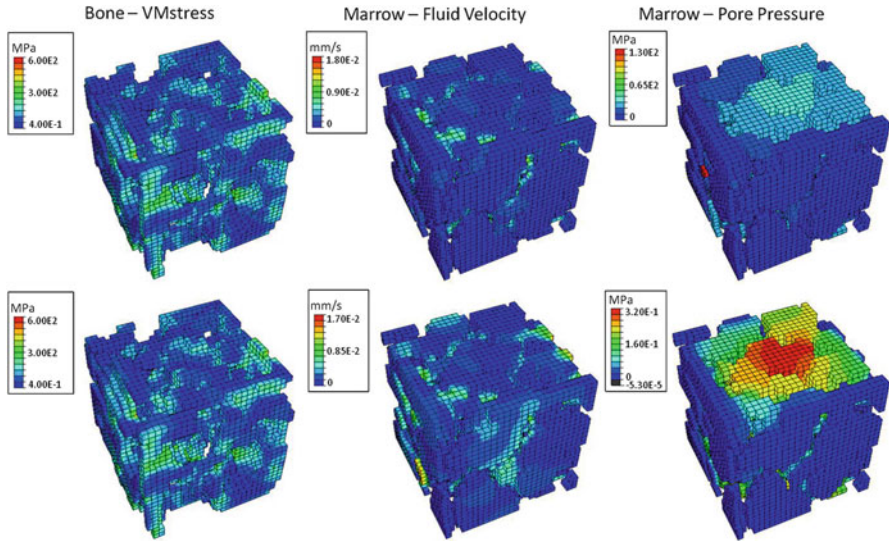 Bone – VMstress
Marrow – Fluid Velocity
Marrow – Pore Pressure
MPa
6.00E2
3.00E2
4.00E-1
mm/s
1.80E-2
0.90E-2
0
MPa
1.30E2
0.65E2
0
MPa
6.00E2
3.00E2
4.00E-1
mm/s
1.70E-2
0.85E-2
0
MPa
3.20E-1
1.60E-1
0
-5.30E-5